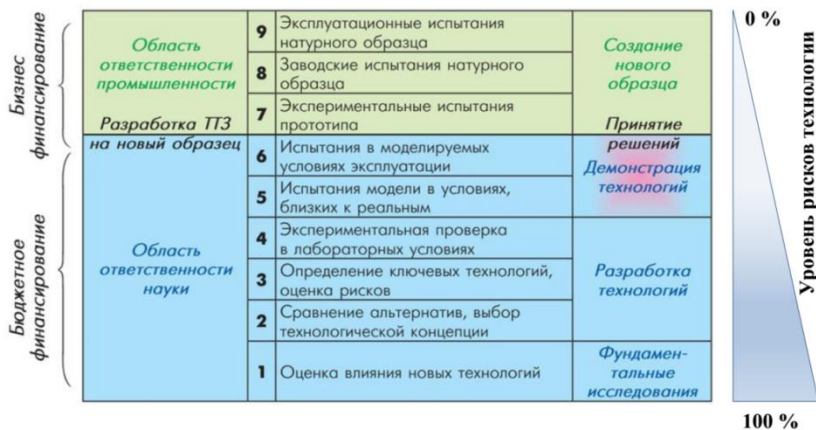 Бизнес
финансирование
Бюджетное
финансирование
Область
ответственности
промышленности
Разработка ТТЗ
на новый образец
Область
ответственности
науки
9 Эксплуатационные испытания
натурного образца
8 Заводские испытания натурного
образца
7 Экспериментальные испытания
прототипа
6 Испытания в моделируемых
условиях эксплуатации
5 Испытания модели в условиях,
близких к реальным
4 Экспериментальная проверка
в лабораторных условиях
3 Определение ключевых технологий,
оценка рисков
2 Сравнение альтернатив, выбор
технологической концепции
1 Оценка влияния новых технологий
Создание
нового
образца
Принятие
решений
Демонстрация
технологий
Разработка
технологий
Фундамен-
тальные
исследования
0 %
Уровень рисков технологии
100 %